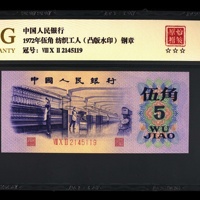 G
ANTY
中国人民银行
1972年伍角 纺织工人（凸版水印）钢章
冠号：Ⅶ Ⅹ Ⅱ 2145119
☆☆☆
中国人民银行
伍角
ⅦⅩⅡ2145119
5
WU
JIAO